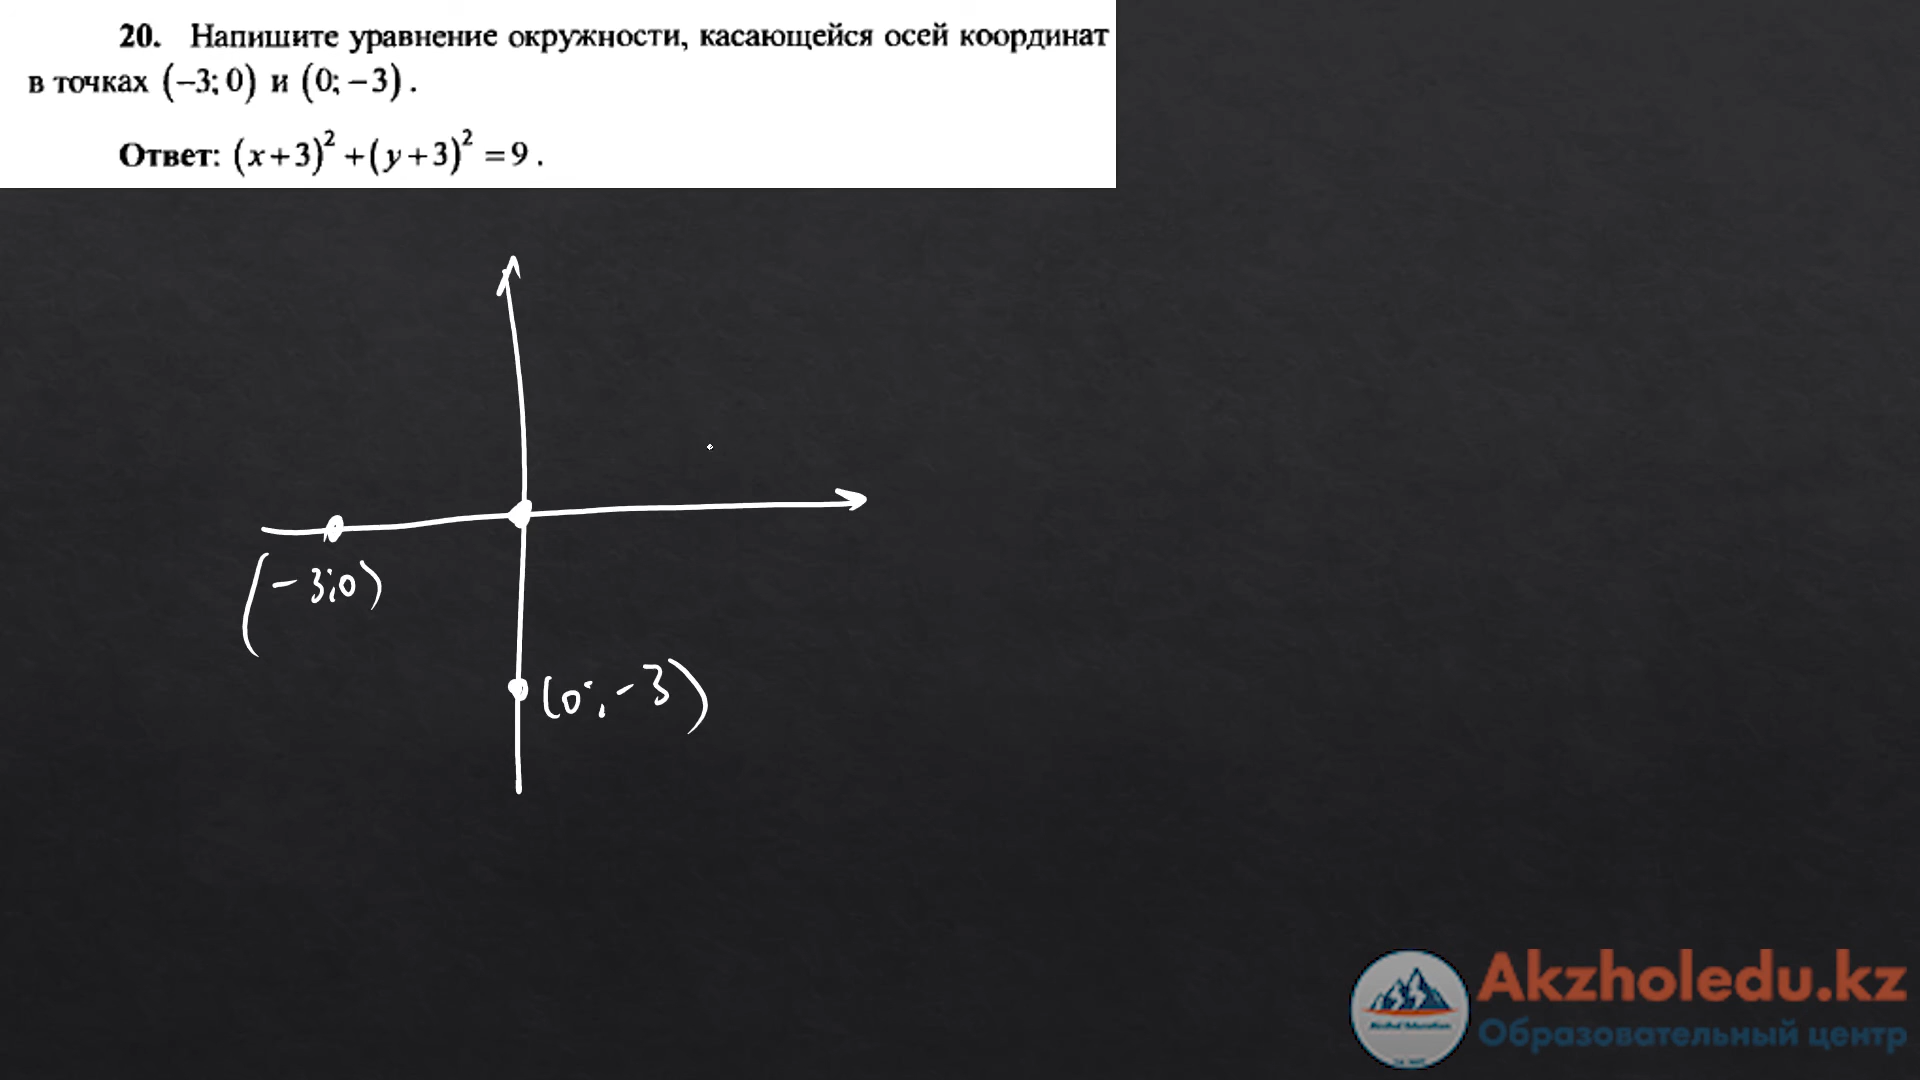 20. Напишите уравнение окружности, касающейся осей координат
в точках (–3; 0) и (0; –3).
Ответ: (x+3)² + (y+3)² = 9.
(-3;0)
(0; -3)
Akzholedu.kz
Образовательный центр